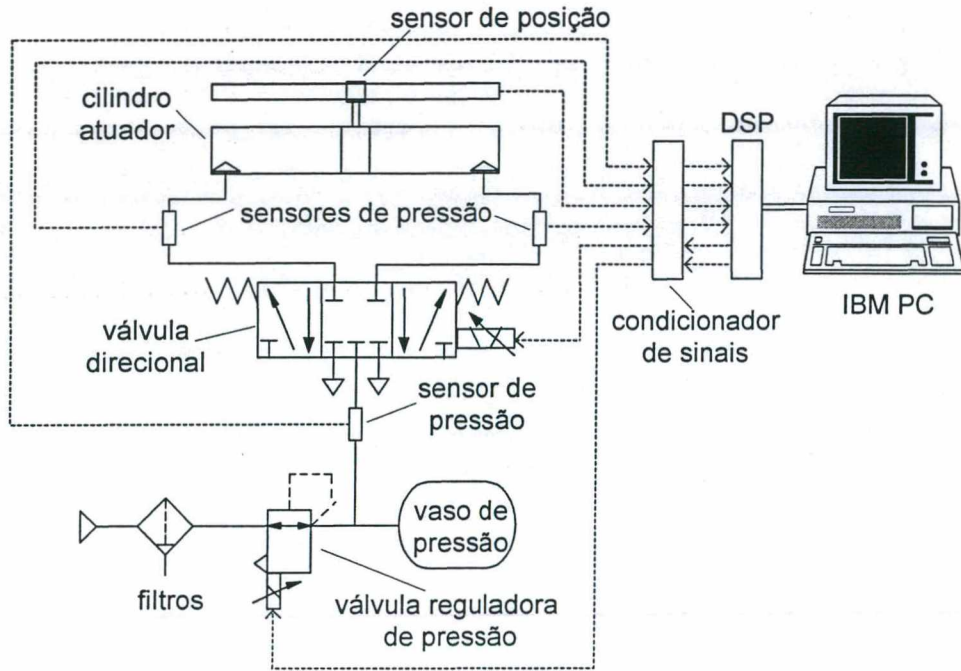 sensor de posição
cilindro
atuador
DSP
sensores de pressão
IBM PC
válvula
direcional
condicionador
de sinais
sensor de
pressão
vaso de
pressão
filtros
válvula reguladora
de pressão